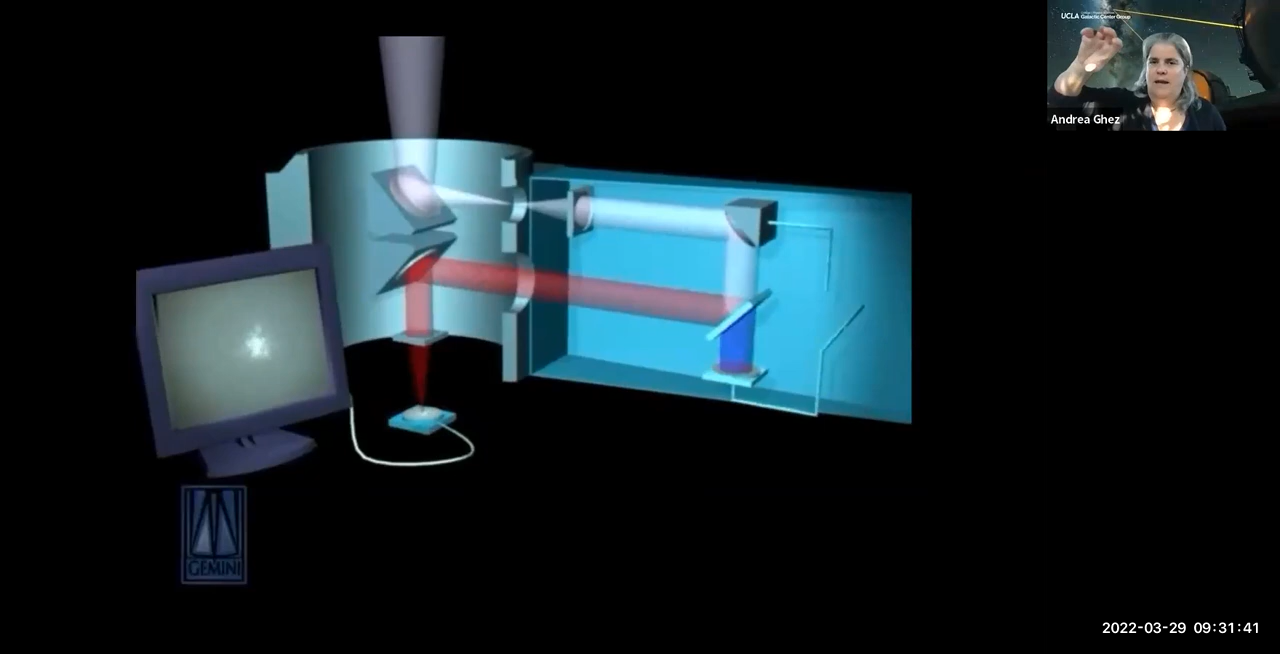 UCLA
Galactic Center Group
Andrea Ghez
GEMINI
2022-03-29 09:31:41